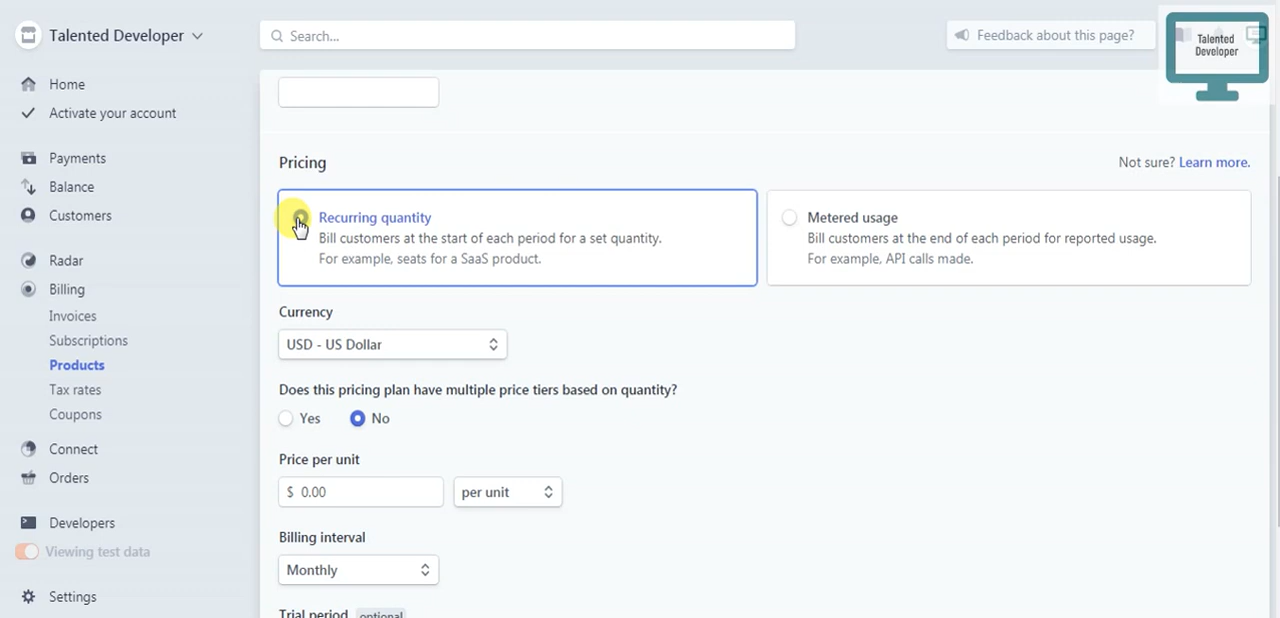 Talented Developer
Search...
Feedback about this page?
Talented
Developer
Home
Activate your account
Payments
Balance
Customers
Radar
Billing
Invoices
Subscriptions
Products
Tax rates
Coupons
Connect
Orders
Developers
Viewing test data
Settings
Pricing
Not sure? Learn more.
Recurring quantity
Bill customers at the start of each period for a set quantity.
For example, seats for a SaaS product.
Metered usage
Bill customers at the end of each period for reported usage.
For example, API calls made.
Currency
USD - US Dollar
Does this pricing plan have multiple price tiers based on quantity?
Yes
No
Price per unit
$ 0.00
per unit
Billing interval
Monthly
Trial period optional